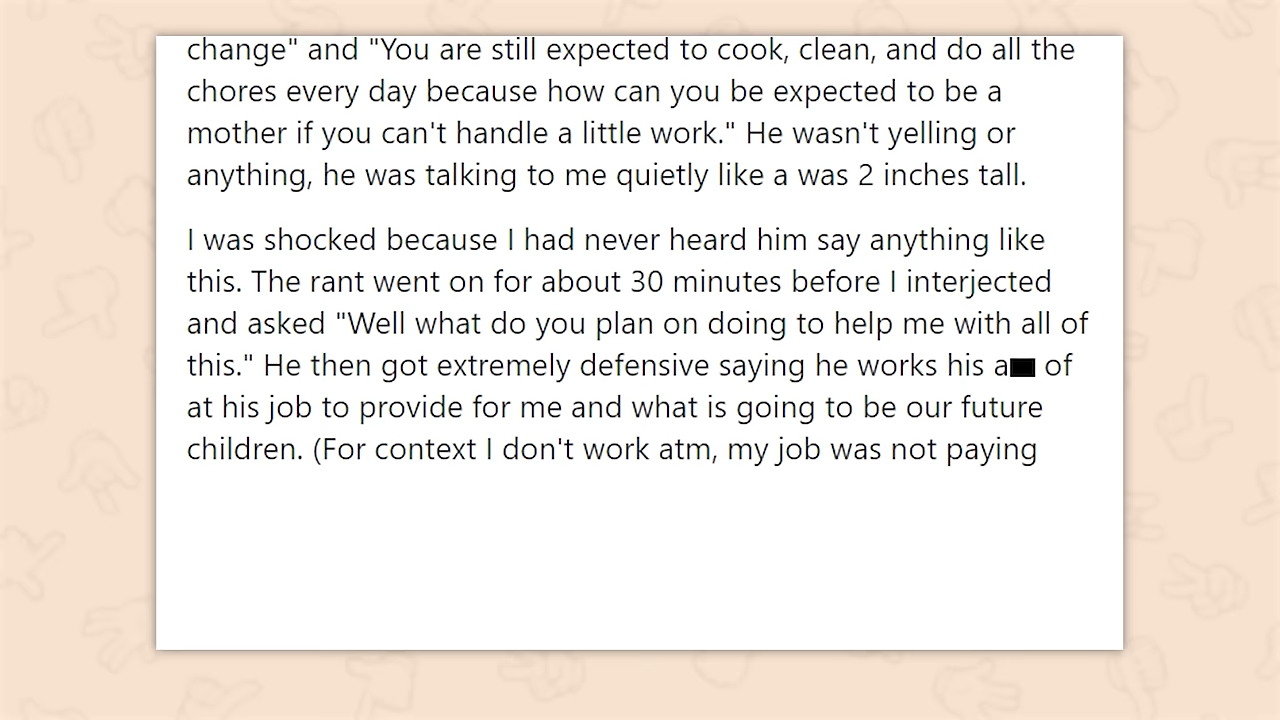 change" and "You are still expected to cook, clean, and do all the
chores every day because how can you be expected to be a
mother if you can't handle a little work." He wasn't yelling or
anything, he was talking to me quietly like a was 2 inches tall.
I was shocked because I had never heard him say anything like
this. The rant went on for about 30 minutes before I interjected
and asked "Well what do you plan on doing to help me with all of
this." He then got extremely defensive saying he works his a of
at his job to provide for me and what is going to be our future
children. (For context I don't work atm, my job was not paying